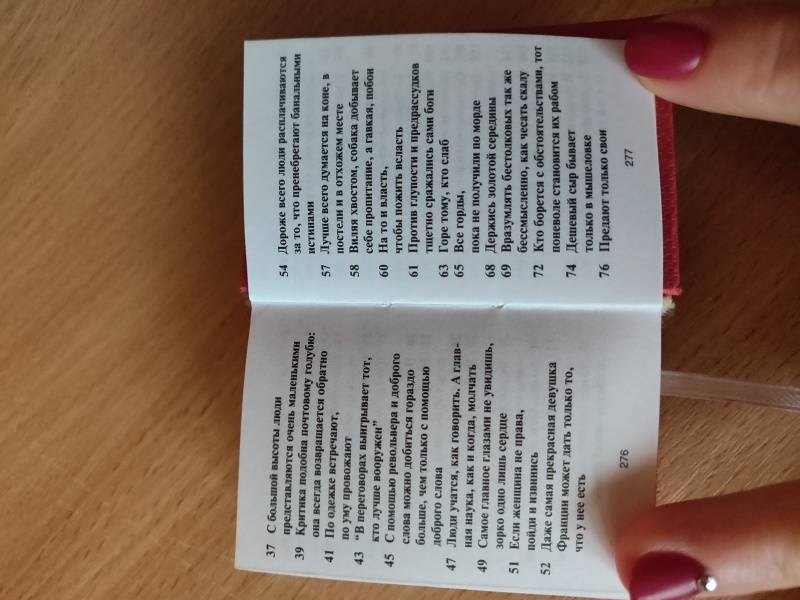 37 С большой высоты люди
представляются очень маленькими
39 Критика подобна почтовому голубю:
она всегда возвращается обратно
41 По одежке встречают,
по уму провожают
43 “В переговорах выигрывает тот,
кто лучше вооружен”
45 С помощью револьвера и доброго
слова можно добиться гораздо
больше, чем только с помощью
доброго слова
47 Люди учатся, как говорить. А глав-
ная наука, как и когда, молчать
49 Самое главное глазами не увидишь,
зорко одно лишь сердце
51 Если женщина не права,
пойди и извинись
52 Даже самая прекрасная девушка
Франции может дать только то,
что у нее есть
276
54 Дороже всего люди расплачиваются
за то, что пренебрегают банальными
истинами
57 Лучше всего думается на коне, в
постели и в отхожем месте
58 Виляя хвостом, собака добывает
себе пропитание, а гавкая, побои
60 На то и власть,
чтобы пожить всласть
61 Против глупости и предрассудков
тщетно сражались сами боги
63 Горе тому, кто слаб
65 Все горды,
пока не получили по морде
68 Держись золотой середины
69 Вразумлять бестолковых так же
бессмысленно, как чесать скалу
72 Кто борется с обстоятельствами, тот
поневоле становится их рабом
74 Дешевый сыр бывает
только в мышеловке
76 Предают только свои
277